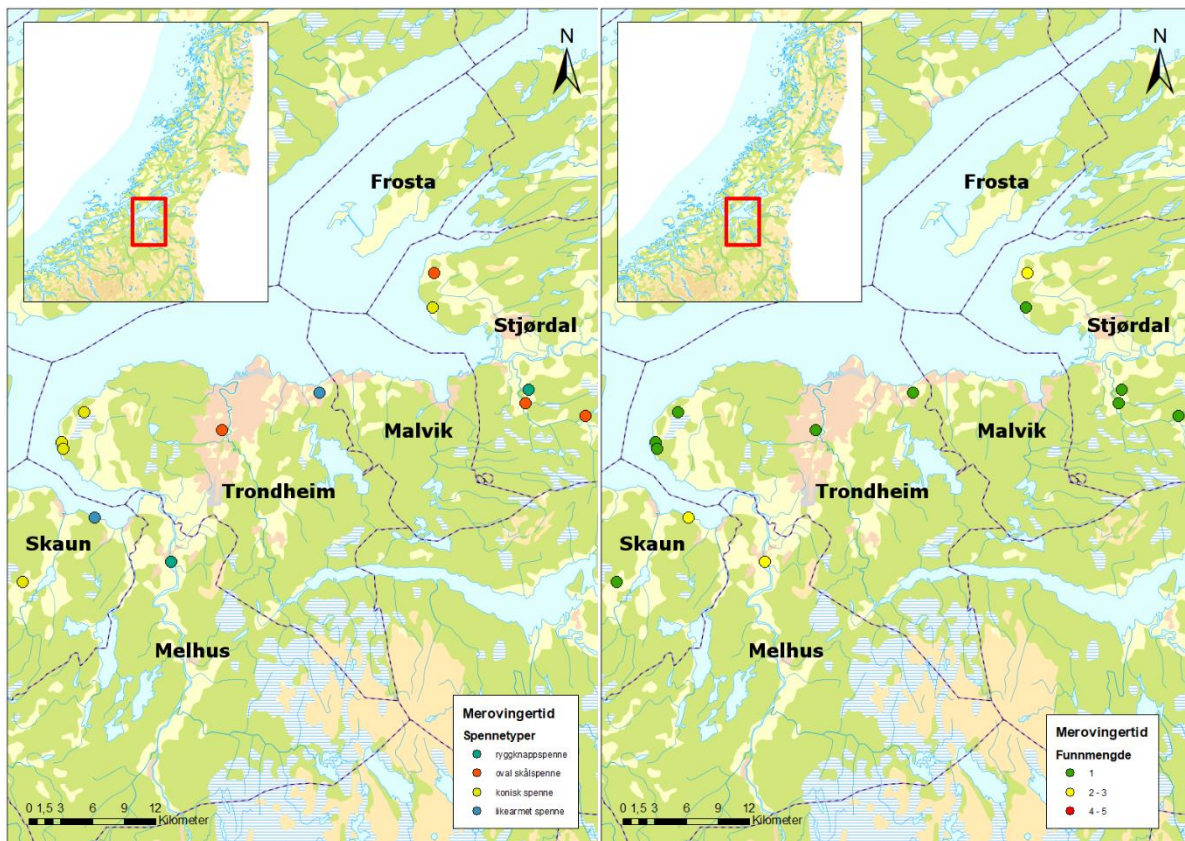 N
Frosta
Stjørdal
Malvik
Trondheim
Skaun
Melhus
Merovingertid
Spennetyper
ryggknappspenne
oval skålspenne
konisk spenne
likearmet spenne
0 1,5 3 6 9 12
Kilometer
N
Frosta
Stjørdal
Malvik
Trondheim
Skaun
Melhus
Merovingertid
Funnmengde
1
2 - 3
4 - 5
0 1,5 3 6 9 12
Kilometer